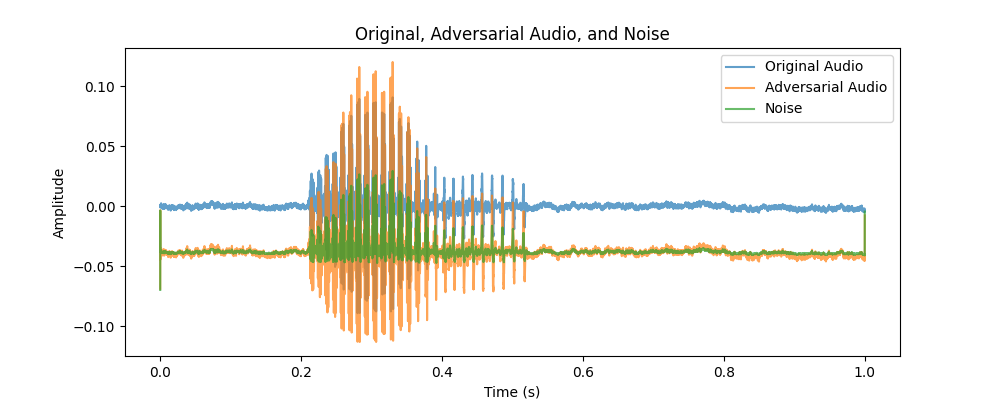 Original, Adversarial Audio, and Noise
Original Audio
Adversarial Audio
Noise
Amplitude
0.10
0.05
0.00
−0.05
−0.10
0.0 0.2 0.4 0.6 0.8 1.0
Time (s)